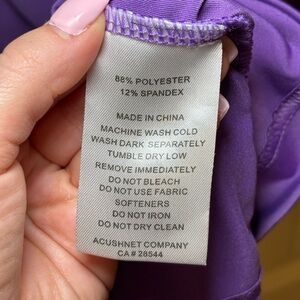 88% POLYESTER
12% SPANDEX
MADE IN CHINA
MACHINE WASH COLD
WASH DARK SEPARATELY
TUMBLE DRY LOW
REMOVE IMMEDIATELY
DO NOT BLEACH
DO NOT USE FABRIC
SOFTENERS
DO NOT IRON
DO NOT DRY CLEAN
ACUSHNET COMPANY
CA# 28544